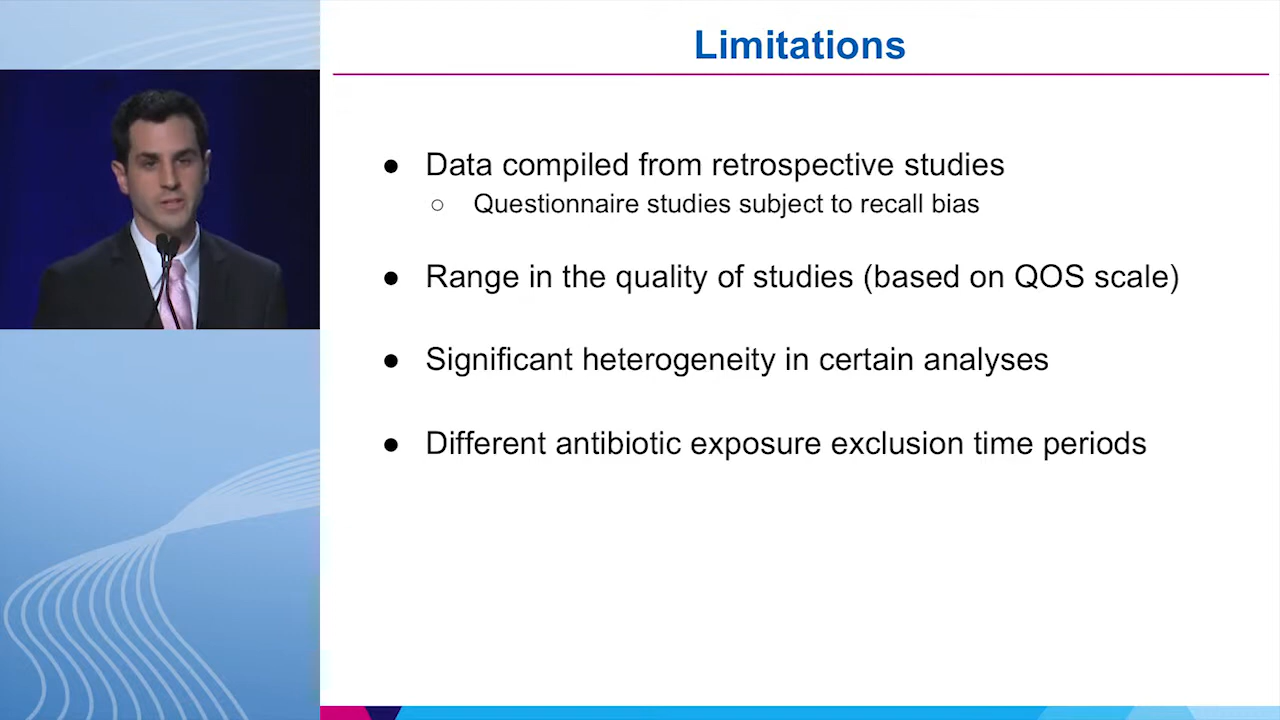 Limitations
● Data compiled from retrospective studies
○ Questionnaire studies subject to recall bias
● Range in the quality of studies (based on QOS scale)
● Significant heterogeneity in certain analyses
● Different antibiotic exposure exclusion time periods